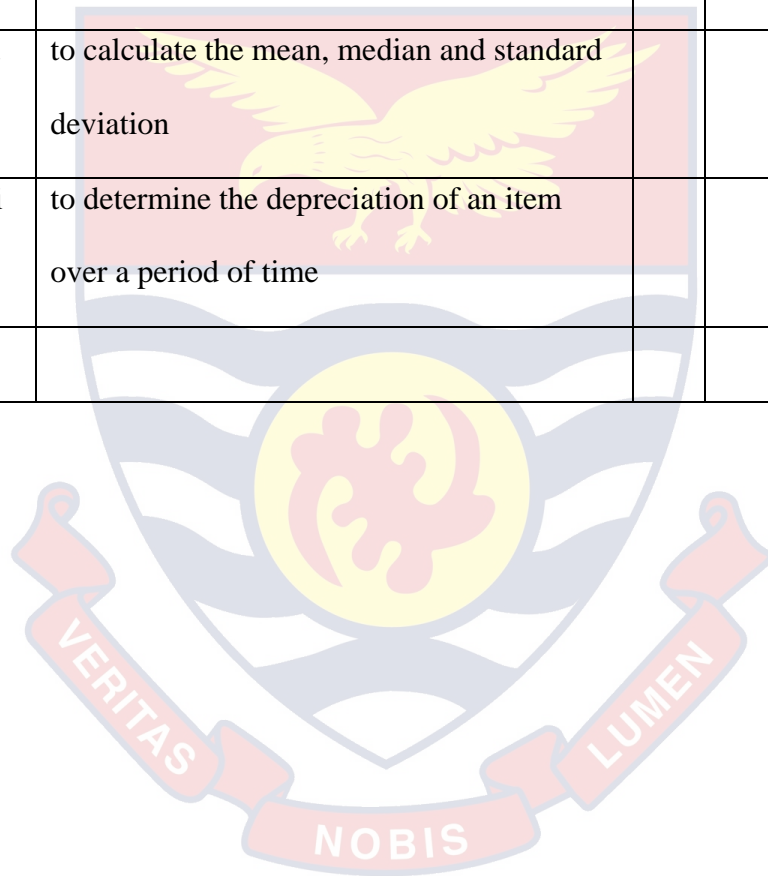 to calculate the mean, median and standard
deviation
to determine the depreciation of an item
over a period of time
VERITAS
NOBIS
LUMEN